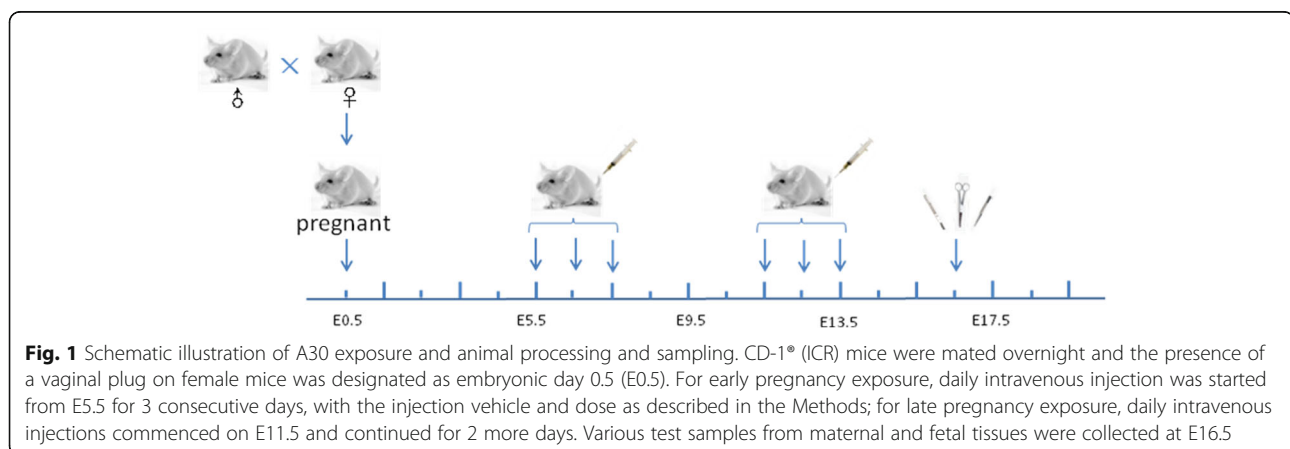 ♂ × ♀
pregnant
E0.5 E5.5 E9.5 E13.5 E17.5
Fig. 1 Schematic illustration of A30 exposure and animal processing and sampling. CD-1® (ICR) mice were mated overnight and the presence of
a vaginal plug on female mice was designated as embryonic day 0.5 (E0.5). For early pregnancy exposure, daily intravenous injection was started
from E5.5 for 3 consecutive days, with the injection vehicle and dose as described in the Methods; for late pregnancy exposure, daily intravenous
injections commenced on E11.5 and continued for 2 more days. Various test samples from maternal and fetal tissues were collected at E16.5